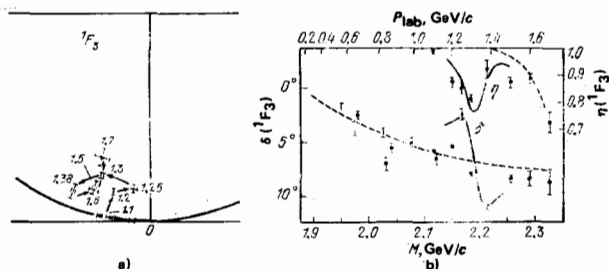 ¹F₃
1,7
1,5
1,3
1,38
1,6
1,2
1,25
1,1
0
a)
P_lab, GeV/c
0.2 0.4 0.6 0.8 1.0 1.2 1.4 1.6
δ(¹F₃)
0°
5°
10°
η
δ
1.0
0.9
0.8
0.7
η(¹F₃)
1.9 2.0 2.1 2.2 2.3
M, GeV/c
b)